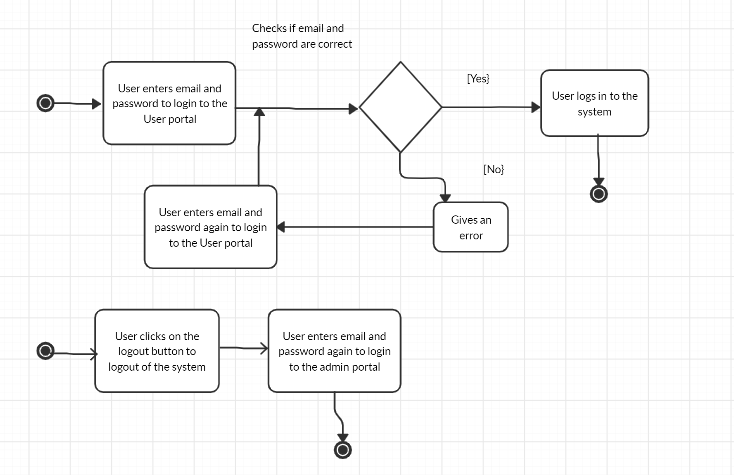 Checks if email and
password are correct
User enters email and
password to login to the
User portal
[Yes]
User logs in to the
system
[No]
User enters email and
password again to login
to the User portal
Gives an
error
User clicks on the
logout button to
logout of the system
User enters email and
password again to login
to the admin portal